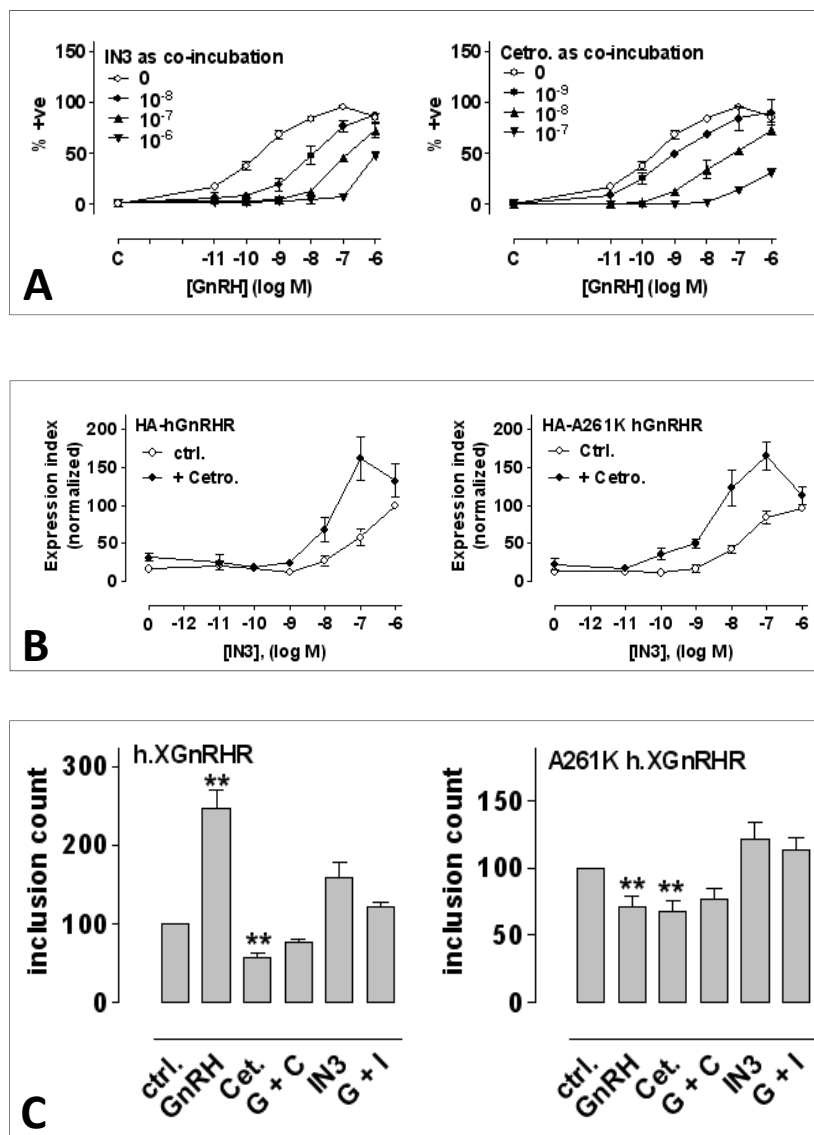 IN3 as co-incubation
0
10-8
10-7
10-6
150
100
50
0
% +ve
C -11 -10 -9 -8 -7 -6
[GnRH] (log M)
Cetro. as co-incubation
0
10-9
10-8
10-7
150
100
50
0
% +ve
C -11 -10 -9 -8 -7 -6
[GnRH] (log M)
A
HA-hGnRHR
ctrl.
+ Cetro.
200
150
100
50
0
Expression index
(normalized)
0 -12 -11 -10 -9 -8 -7 -6
[IN3], (log M)
HA-A261K hGnRHR
Ctrl.
+ Cetro.
200
150
100
50
0
Expression index
(normalized)
0 -12 -11 -10 -9 -8 -7 -6
[IN3], (log M)
B
h.XGnRHR
300
200
100
0
inclusion count
**
**
ctrl.
GnRH
Cet.
G + C
IN3
G + I
A261K h.XGnRHR
150
100
50
0
inclusion count
**
**
ctrl.
GnRH
Cet.
G + C
IN3
G + I
C